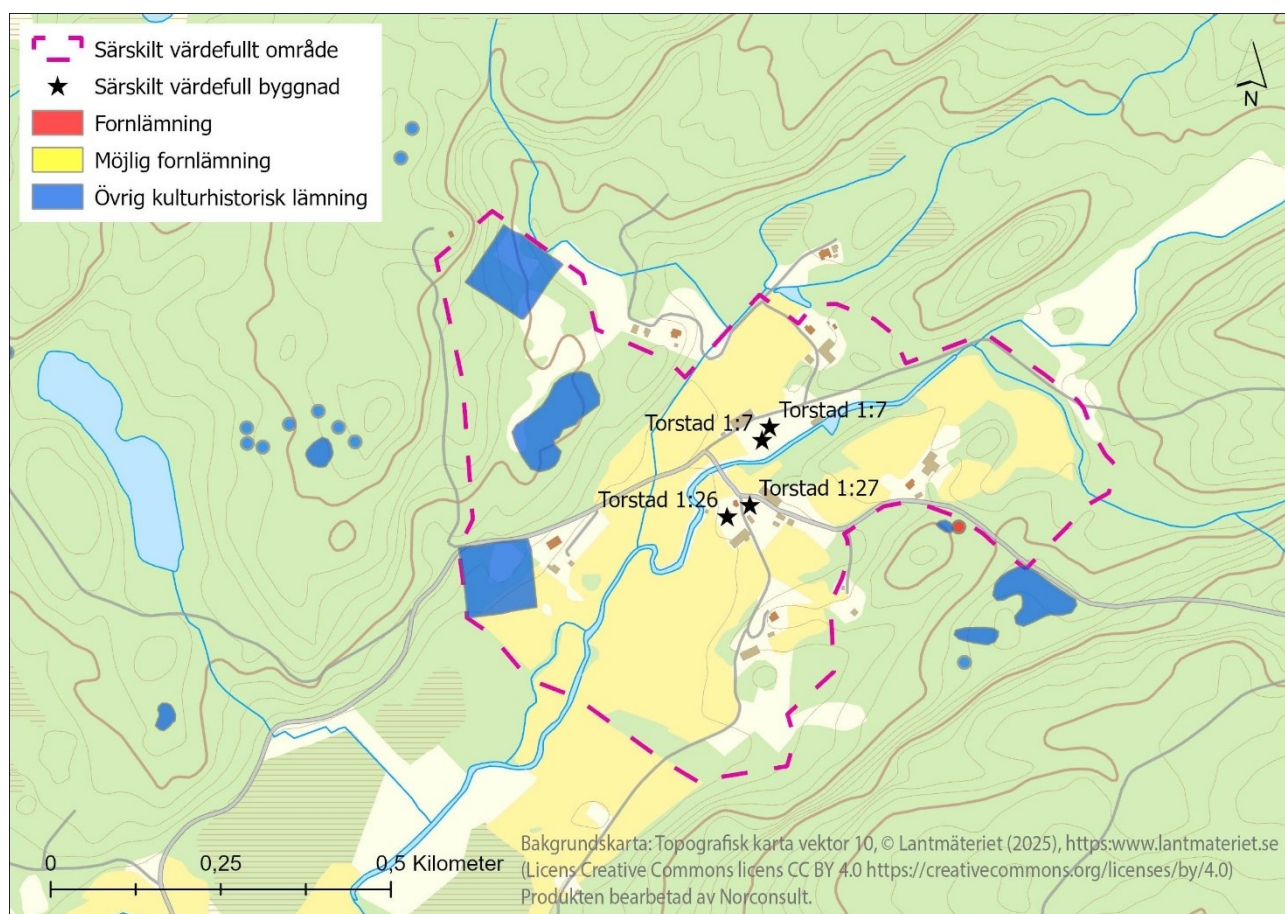 Särskilt värdefullt område
Särskilt värdefull byggnad
Fornlämning
Möjlig fornlämning
Övrig kulturhistorisk lämning
N
Torstad 1:7
Torstad 1:7
Torstad 1:27
Torstad 1:26
0 0,25 0,5 Kilometer
Bakgrundskarta: Topografisk karta vektor 10, © Lantmäteriet (2025), https:www.lantmateriet.se
(Licens Creative Commons licens CC BY 4.0 https://creativecommons.org/licenses/by/4.0)
Produkten bearbetad av Norconsult.